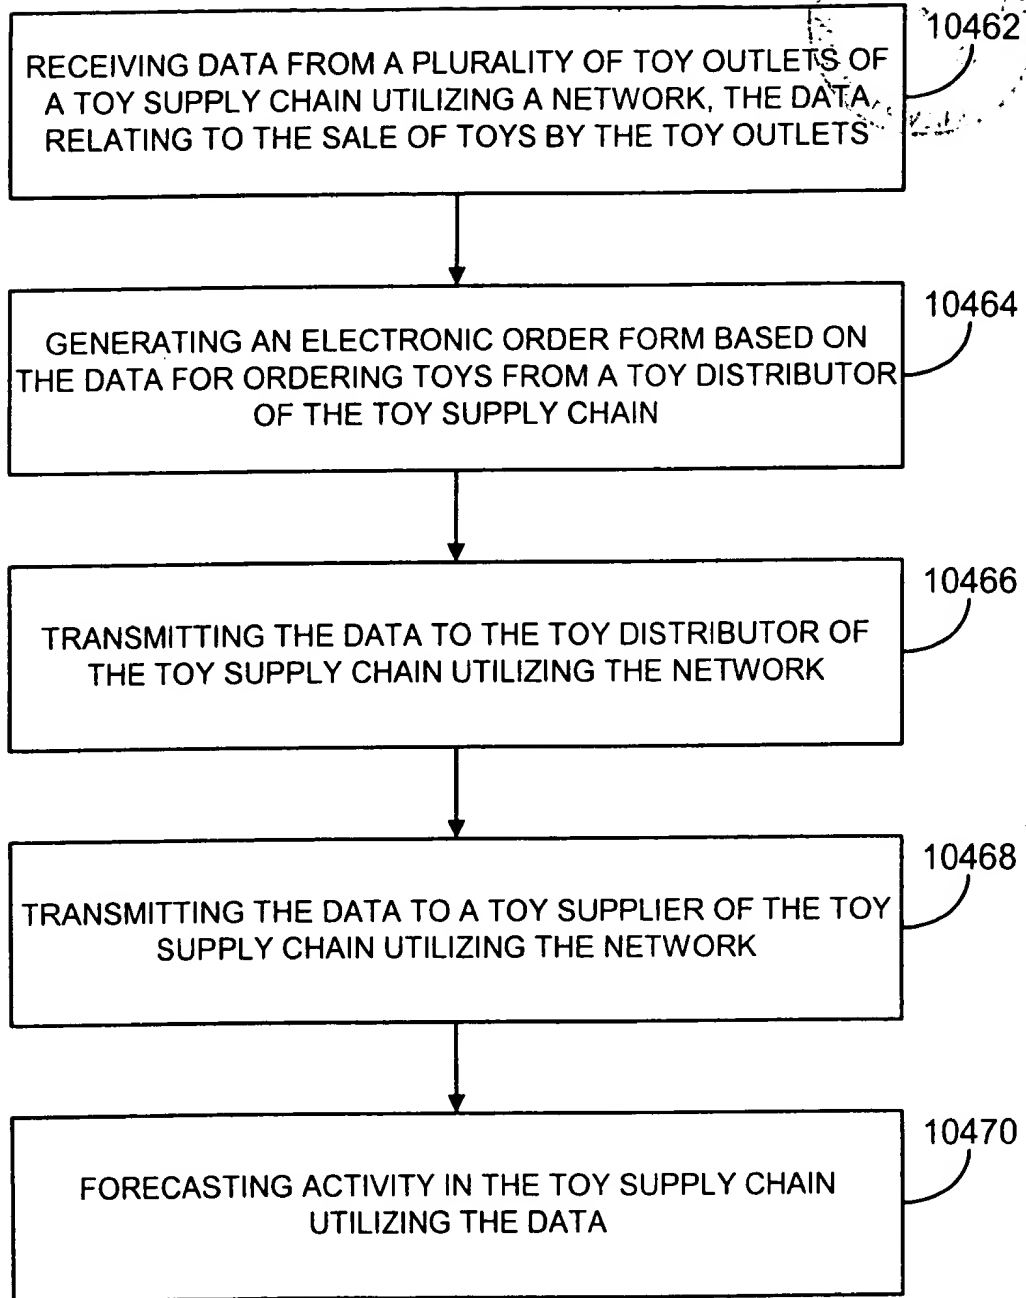 10462
RECEIVING DATA FROM A PLURALITY OF TOY OUTLETS OF
A TOY SUPPLY CHAIN UTILIZING A NETWORK, THE DATA
RELATING TO THE SALE OF TOYS BY THE TOY OUTLETS
10464
GENERATING AN ELECTRONIC ORDER FORM BASED ON
THE DATA FOR ORDERING TOYS FROM A TOY DISTRIBUTOR
OF THE TOY SUPPLY CHAIN
10466
TRANSMITTING THE DATA TO THE TOY DISTRIBUTOR OF
THE TOY SUPPLY CHAIN UTILIZING THE NETWORK
10468
TRANSMITTING THE DATA TO A TOY SUPPLIER OF THE TOY
SUPPLY CHAIN UTILIZING THE NETWORK
10470
FORECASTING ACTIVITY IN THE TOY SUPPLY CHAIN
UTILIZING THE DATA